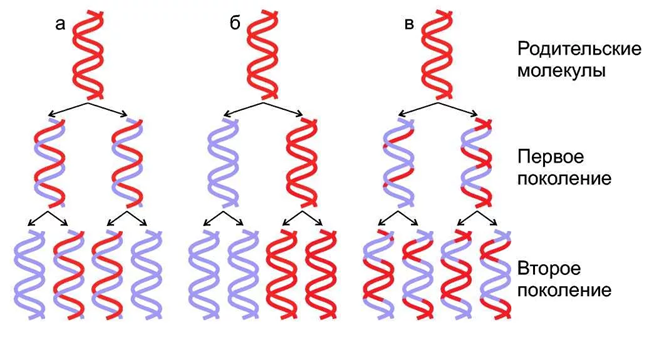 а
б
в
Родительские
молекулы
Первое
поколение
Второе
поколение